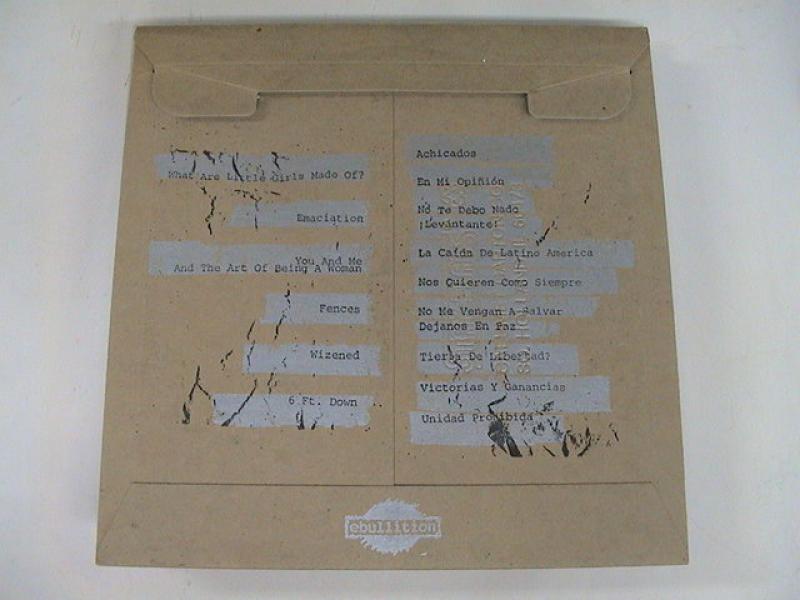 What Are Little Girls Made Of?
Emaciation
You And Me
And The Art Of Being A Woman
Fences
Wizened
6 Ft. Down
Achicados
En Mi Opiñión
No Te Debo Nado
¡Levántante!
La Caída De Latino America
Nos Quieren Como Siempre
No Me Vengan A Salvar
Dejanos En Paz
Tierra De Libertad?
Victorias Y Ganancias
Unidad Prohibida
ebullition